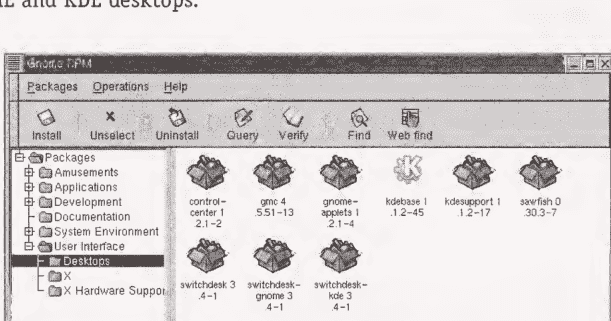 and KDE desktops.
Gnome RPM
Packages Operations Help
Install Unselect Uninstall Query Verify Find Web find
Packages
Amusements
Applications
Development
Documentation
System Environment
User Interface
Desktops
X
X Hardware Suppor
control-
center 1
.2.1-2
gmc 4
.5.51-13
gnome-
applets 1
.2.1-4
kdebase 1
.1.2-45
kdesupport 1
.1.2-17
sawfish 0
.30.3-7
switchdesk 3
.4-1
switchdesk-
gnome 3
.4-1
switchdesk-
kde 3
.4-1